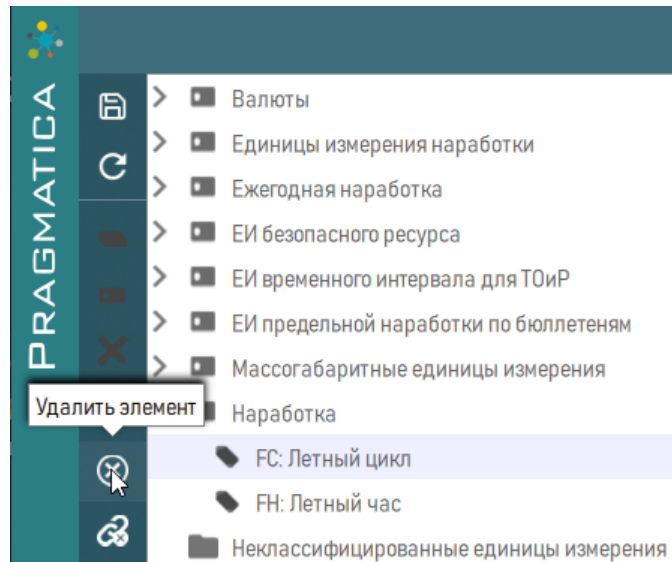 PRAGMATICA
Валюты
Единицы измерения наработки
Ежегодная наработка
ЕИ безопасного ресурса
ЕИ временного интервала для ТОиР
ЕИ предельной наработки по бюллетеням
Массогабаритные единицы измерения
Удалить элемент
Наработка
FC: Летный цикл
FH: Летный час
Неклассифицированные единицы измерения